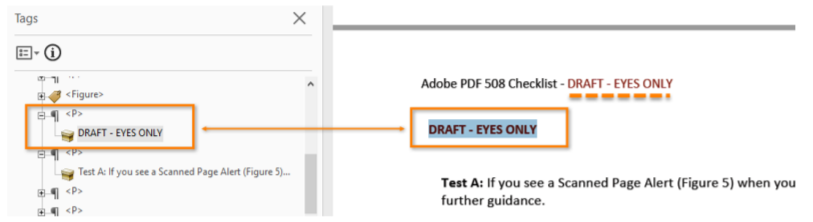 Tags
<Figure>
<P>
DRAFT - EYES ONLY
<P>
Test A: If you see a Scanned Page Alert (Figure 5)...
<P>
<P>
Adobe PDF 508 Checklist - DRAFT - EYES ONLY
DRAFT - EYES ONLY
Test A: If you see a Scanned Page Alert (Figure 5) when you
further guidance.